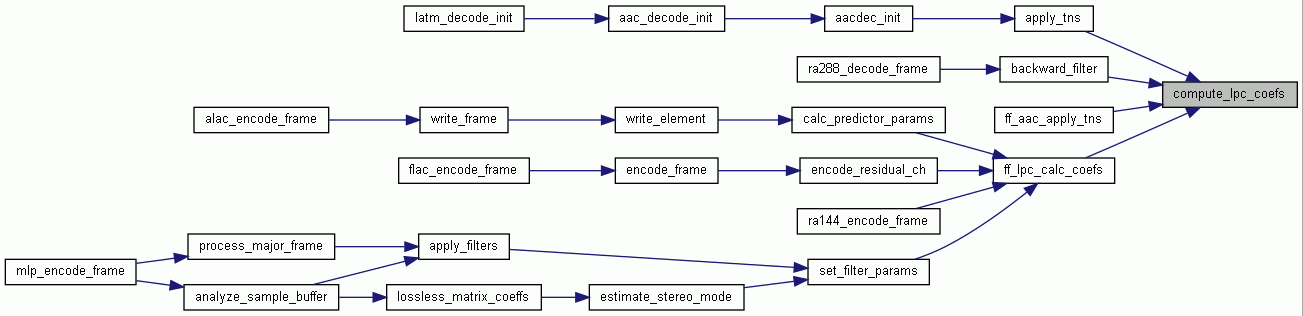 latm_decode_init
aac_decode_init
aacdec_init
apply_tns
ra288_decode_frame
backward_filter
compute_lpc_coefs
alac_encode_frame
write_frame
write_element
calc_predictor_params
ff_aac_apply_tns
flac_encode_frame
encode_frame
encode_residual_ch
ff_lpc_calc_coefs
ra144_encode_frame
process_major_frame
apply_filters
mlp_encode_frame
set_filter_params
analyze_sample_buffer
lossless_matrix_coeffs
estimate_stereo_mode